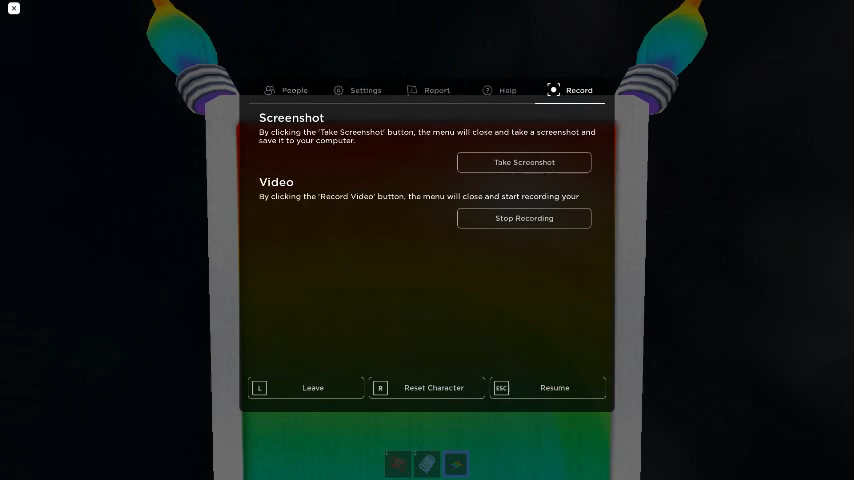 People Settings Report Help Record
Screenshot
By clicking the 'Take Screenshot' button, the menu will close and take a screenshot and
save it to your computer.
Take Screenshot
Video
By clicking the 'Record Video' button, the menu will close and start recording your
Stop Recording
L Leave R Reset Character ESC Resume